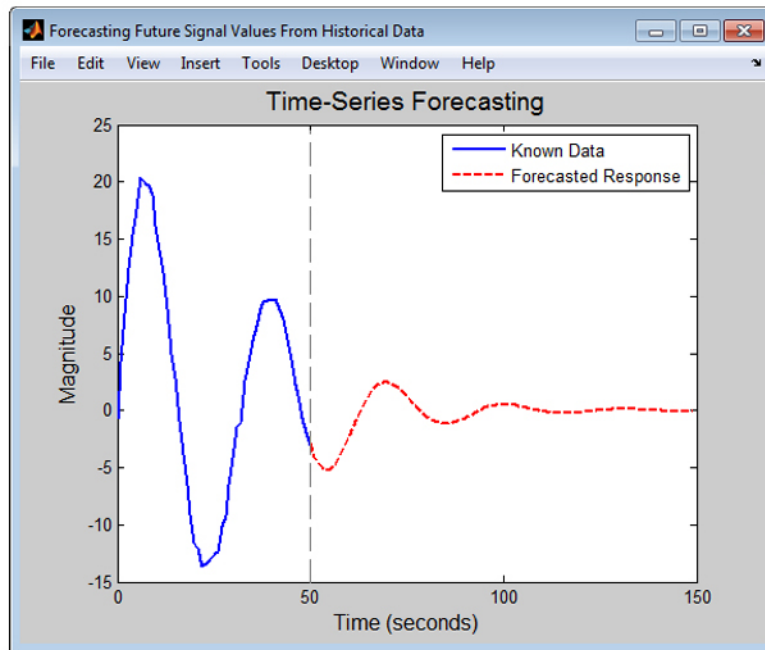 Forecasting Future Signal Values From Historical Data
File Edit View Insert Tools Desktop Window Help
Time-Series Forecasting
Known Data
Forecasted Response
25
20
15
10
5
0
-5
-10
-15
Magnitude
0 50 100 150
Time (seconds)